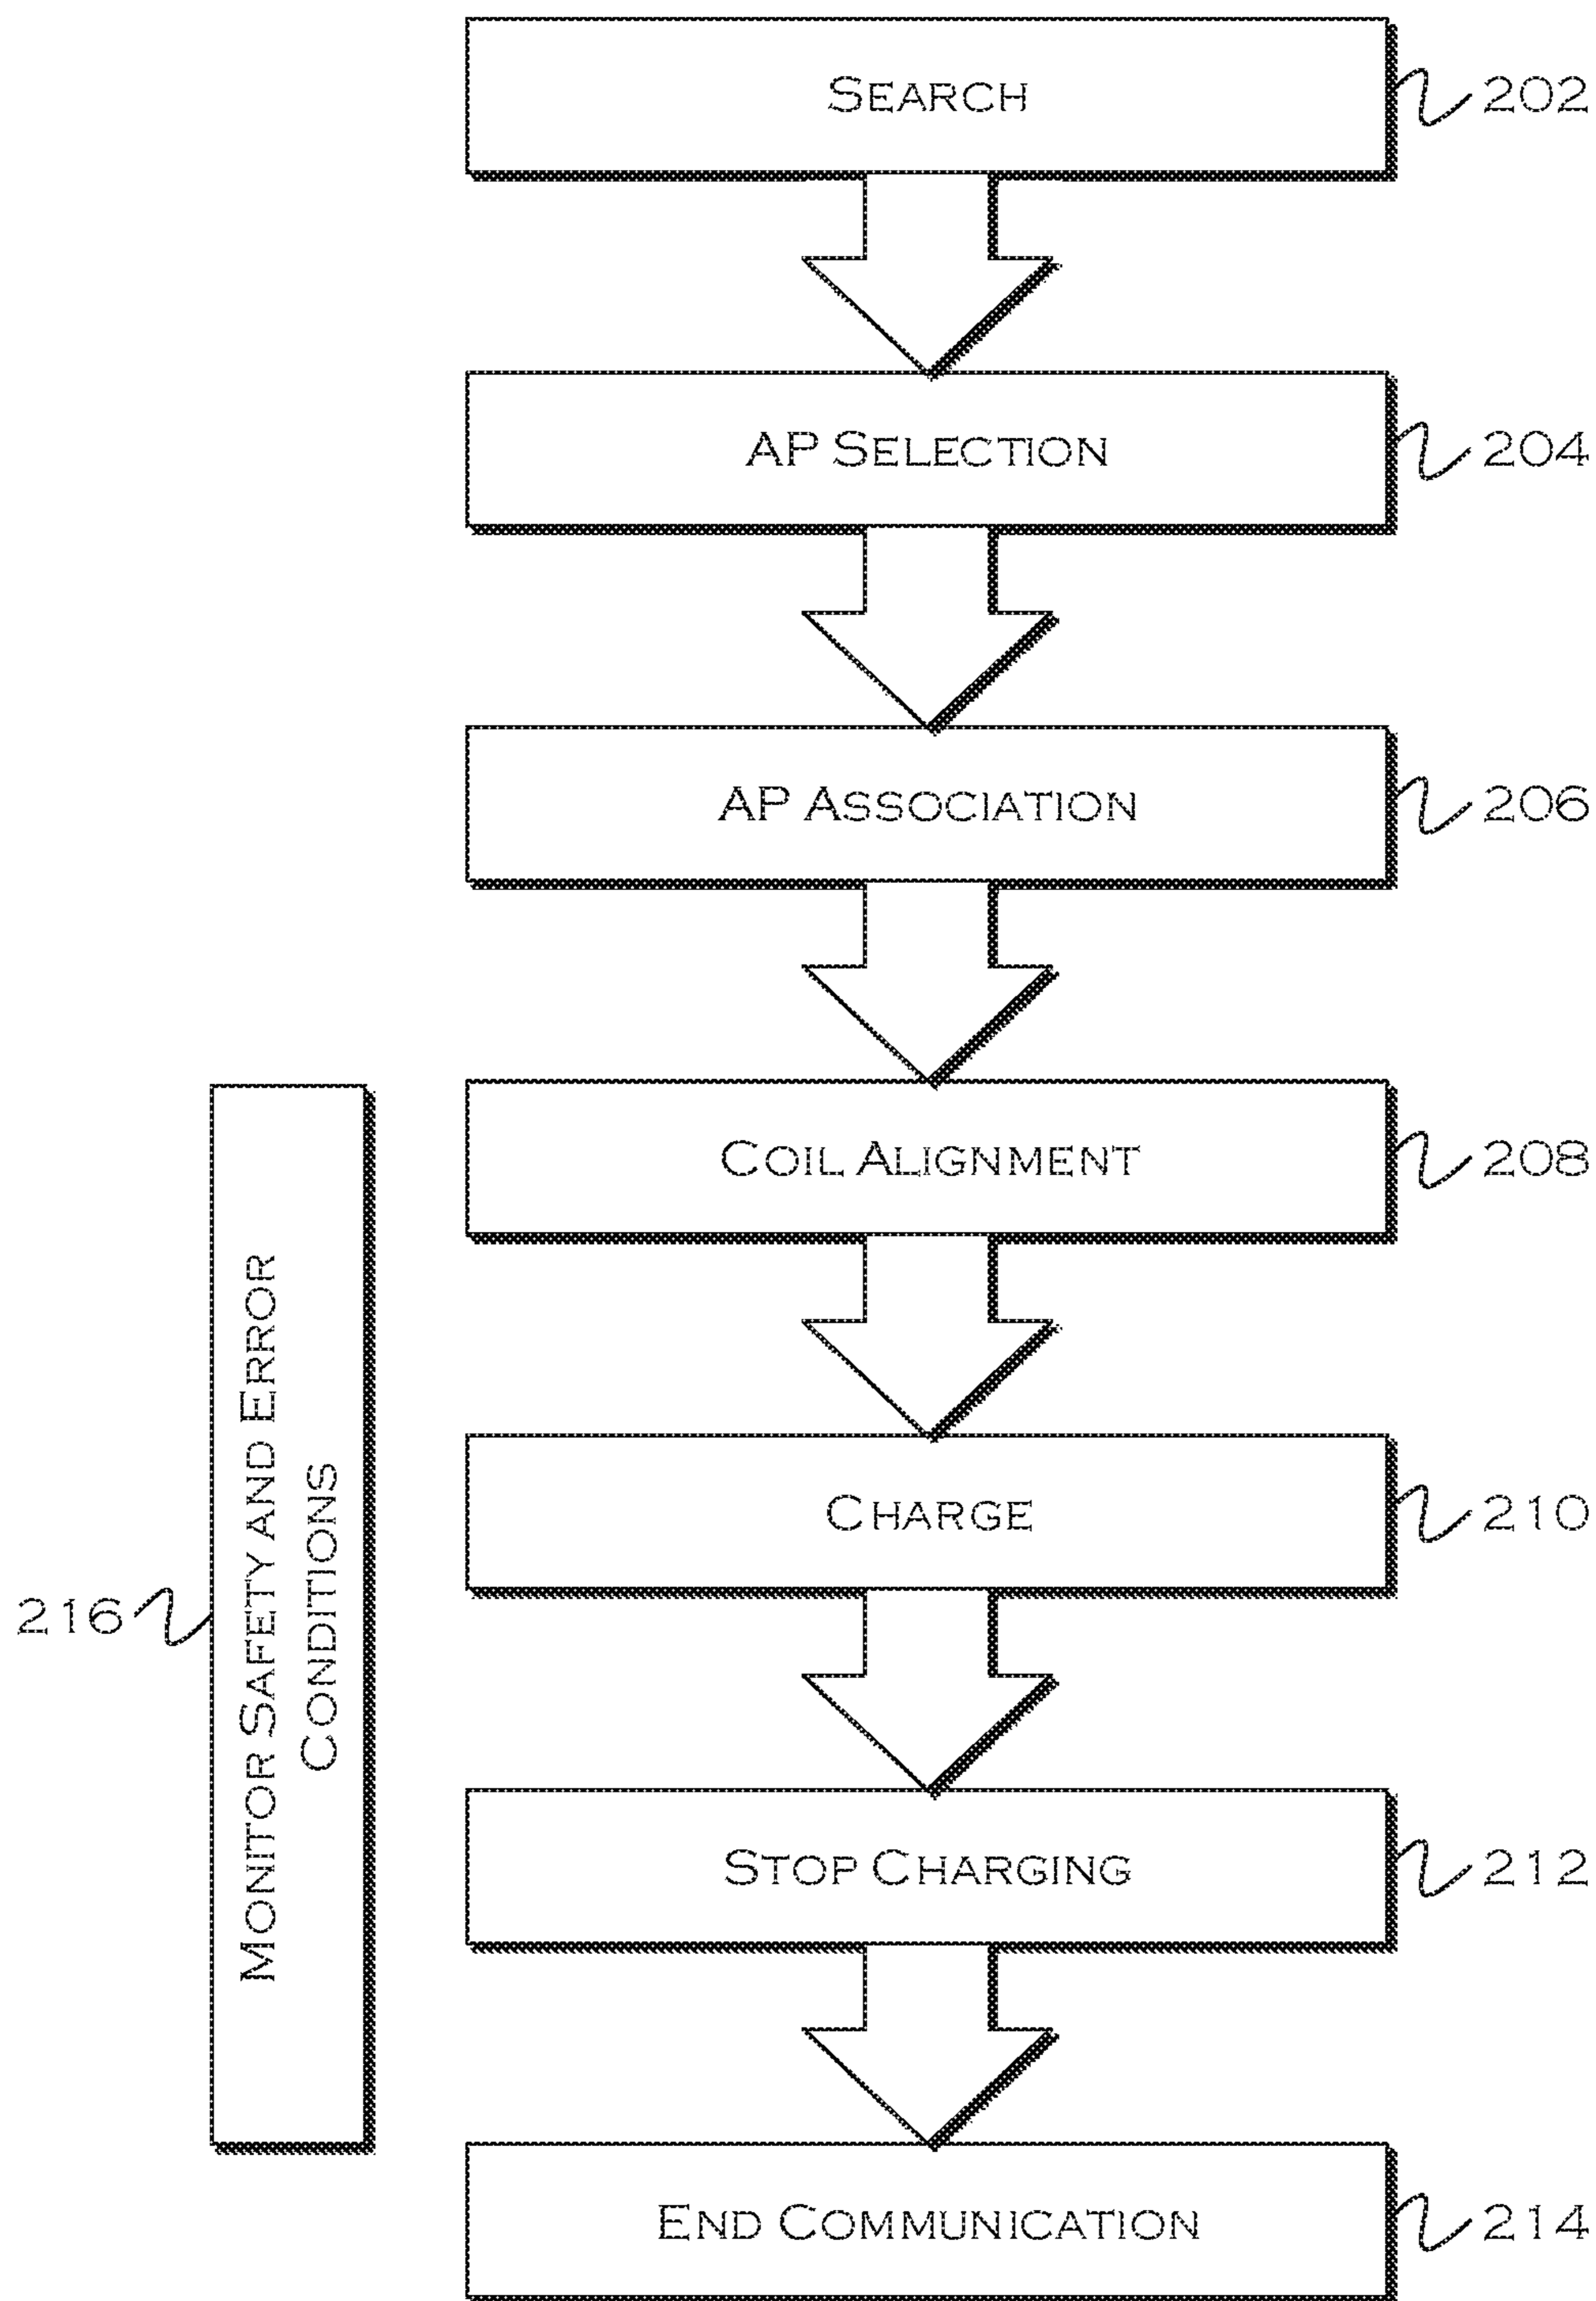 SEARCH
202
AP SELECTION
204
AP ASSOCIATION
206
COIL ALIGNMENT
208
CHARGE
210
STOP CHARGING
212
END COMMUNICATION
214
MONITOR SAFETY AND ERROR
CONDITIONS
216